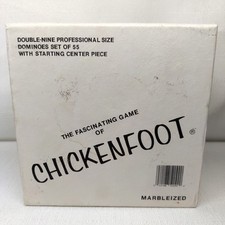 DOUBLE-NINE PROFESSIONAL SIZE
DOMINOES SET OF 55
WITH STARTING CENTER PIECE
THE FASCINATING GAME
OF
CHICKENFOOT
MARBLEIZED